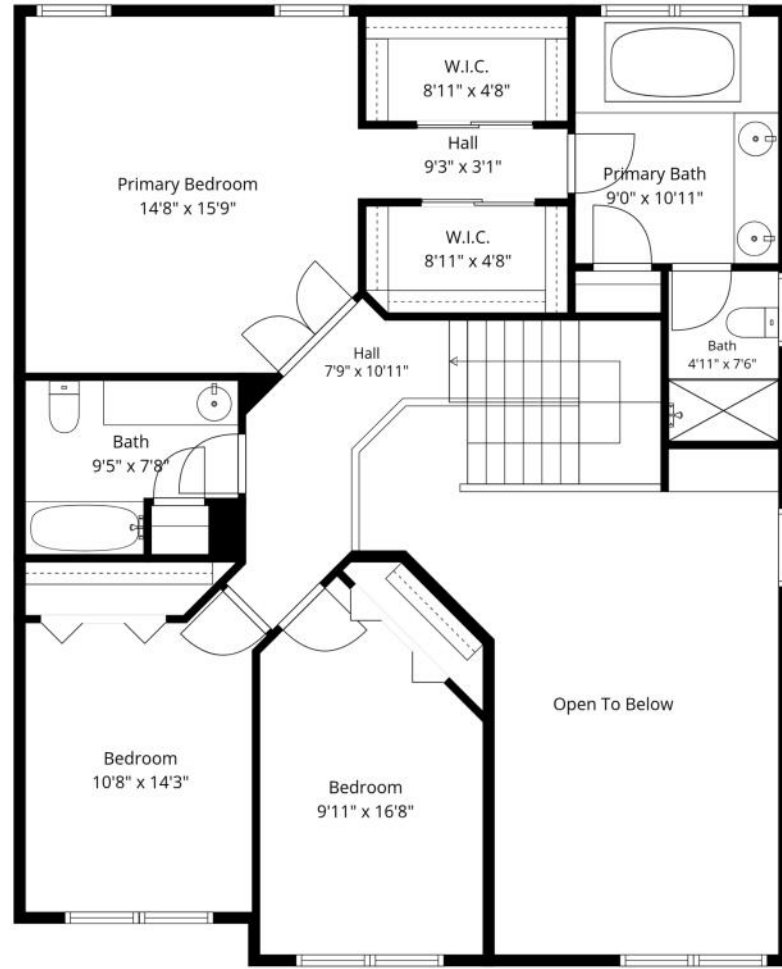 W.I.C.
8'11" x 4'8"
Hall
9'3" x 3'1"
Primary Bedroom
14'8" x 15'9"
Primary Bath
9'0" x 10'11"
W.I.C.
8'11" x 4'8"
Hall
7'9" x 10'11"
Bath
4'11" x 7'6"
Bath
9'5" x 7'8"
Open To Below
Bedroom
10'8" x 14'3"
Bedroom
9'11" x 16'8"